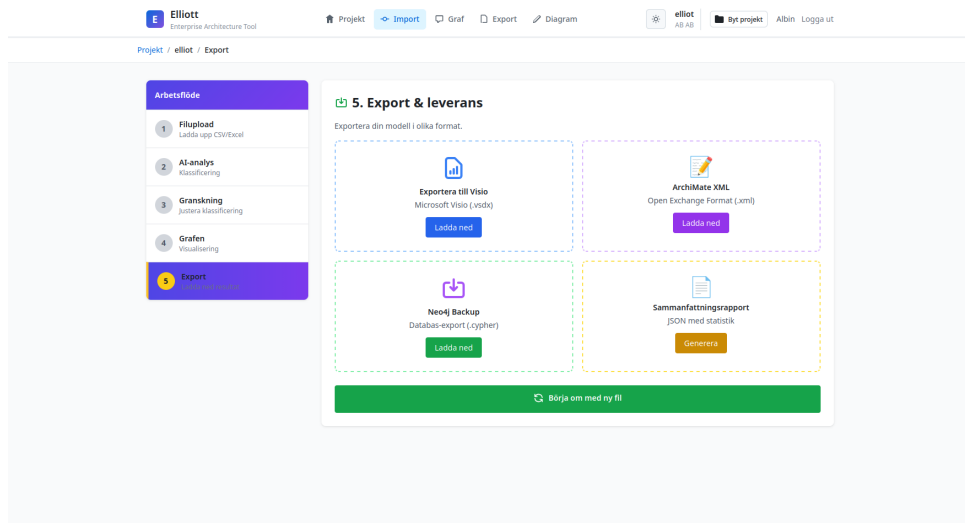 E
Elliott
Enterprise Architecture Tool
Projekt
Import
Graf
Export
Diagram
elliot
AB AB
Byt projekt
Albin
Logga ut
Projekt / elliot / Export
Arbetsflöde
1
Filupload
Ladda upp CSV/Excel
2
AI-analys
Klassificering
3
Granskning
Justera klassificering
4
Grafen
Visualisering
5
Export
Ladda ned resultat
5. Export & leverans
Exportera din modell i olika format.
Exportera till Visio
Microsoft Visio (.vsdx)
Ladda ned
ArchiMate XML
Open Exchange Format (.xml)
Ladda ned
Neo4j Backup
Databas-export (.cypher)
Ladda ned
Sammanfattningsrapport
JSON med statistik
Generera
Börja om med ny fil